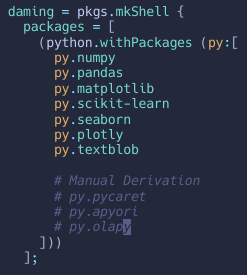 daming = pkgs.mkShell {
  packages = [
    (python.withPackages (py:[
      py.numpy
      py.pandas
      py.matplotlib
      py.scikit-learn
      py.seaborn
      py.plotly
      py.textblob

      # Manual Derivation
      # py.pycaret
      # py.apyori
      # py.olapy
    ]))
  ];